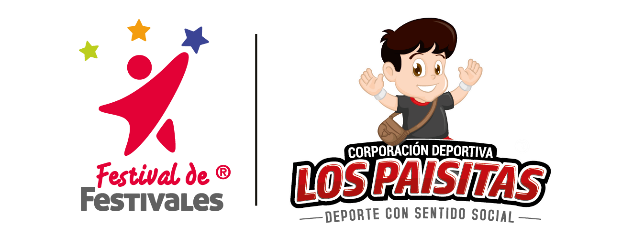 Festival de ®
FESTIVALES
CORPORACIÓN DEPORTIVA
LOS PAISITAS
DEPORTE CON SENTIDO SOCIAL